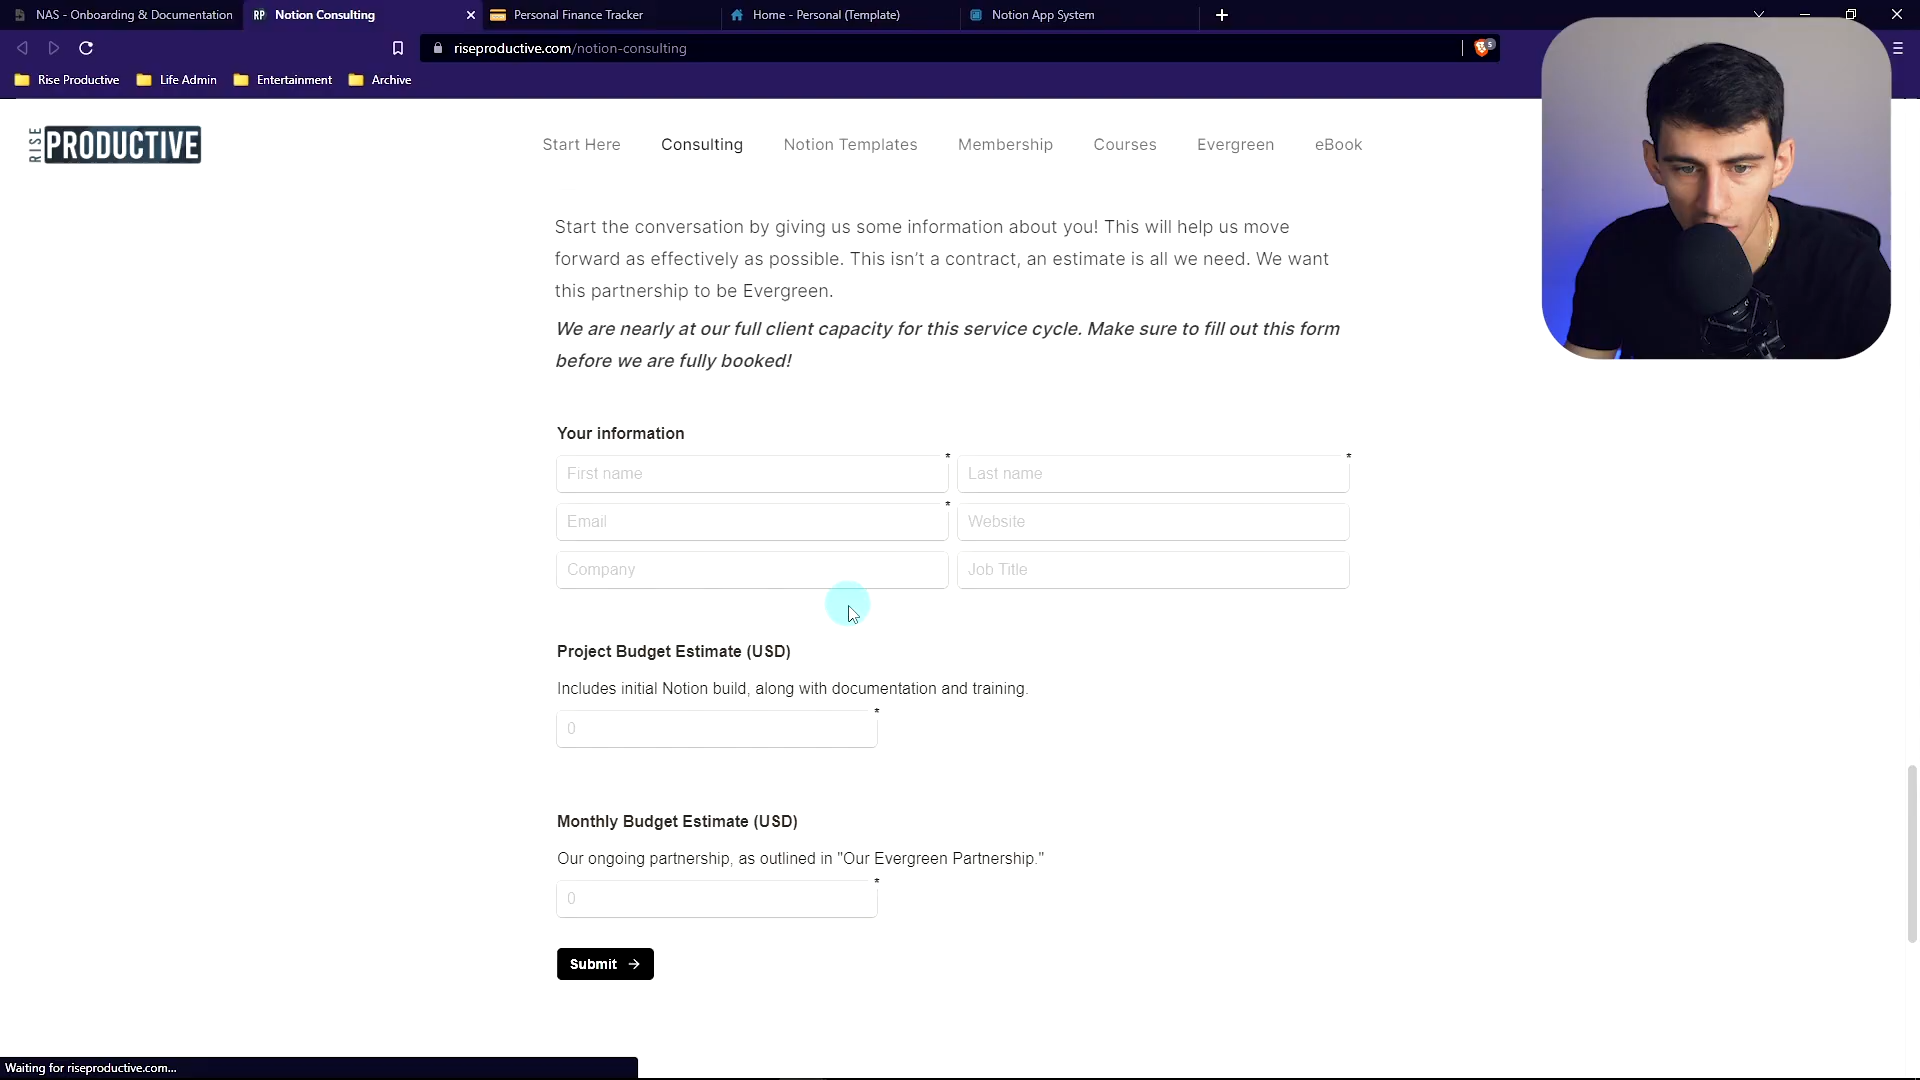 NAS - Onboarding & Documentation
RP Notion Consulting
Personal Finance Tracker
Home - Personal (Template)
Notion App System
riseproductive.com/notion-consulting
5
Rise Productive
Life Admin
Entertainment
Archive
RISE PRODUCTIVE
Start Here
Consulting
Notion Templates
Membership
Courses
Evergreen
eBook
Start the conversation by giving us some information about you! This will help us move
forward as effectively as possible. This isn't a contract, an estimate is all we need. We want
this partnership to be Evergreen.
We are nearly at our full client capacity for this service cycle. Make sure to fill out this form
before we are fully booked!
Your information
First name *
Last name *
Email *
Website
Company
Job Title
Project Budget Estimate (USD)
Includes initial Notion build, along with documentation and training.
0 *
Monthly Budget Estimate (USD)
Our ongoing partnership, as outlined in "Our Evergreen Partnership."
0 *
Submit →
Waiting for riseproductive.com...